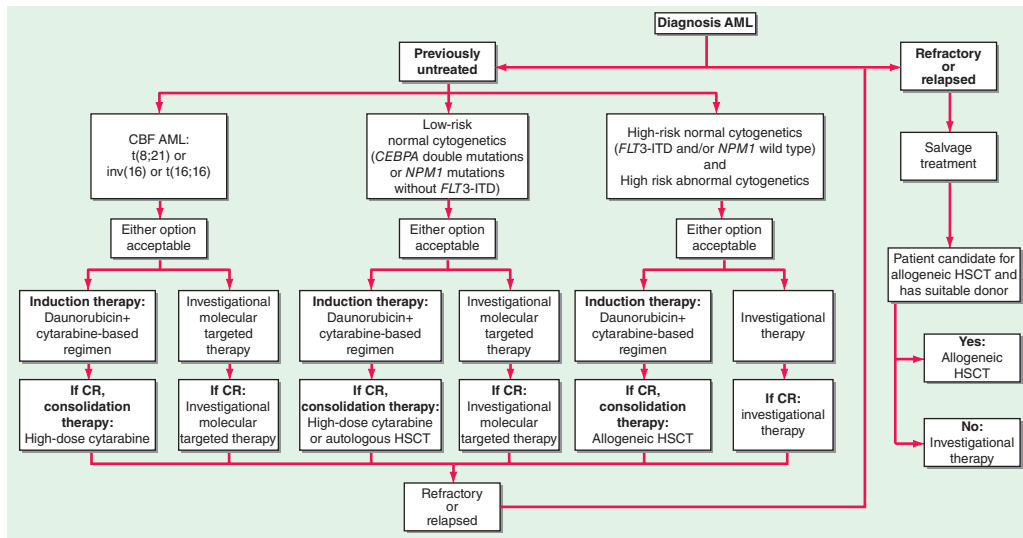 Diagnosis AML
Previously
untreated
Refractory
or
relapsed
CBF AML:
t(8;21) or
inv(16) or t(16;16)
Low-risk
normal cytogenetics
(CEBPA double mutations
or NPM1 mutations
without FLT3-ITD)
High-risk normal cytogenetics
(FLT3-ITD and/or NPM1 wild type)
and
High risk abnormal cytogenetics
Salvage
treatment
Either option
acceptable
Either option
acceptable
Either option
acceptable
Patient candidate for
allogeneic HSCT and
has suitable donor
Induction therapy:
Daunorubicin+
cytarabine-based
regimen
Investigational
molecular
targeted
therapy
Induction therapy:
Daunorubicin+
cytarabine-based
regimen
Investigational
molecular
targeted
therapy
Induction therapy:
Daunorubicin+
cytarabine-based
regimen
Investigational
therapy
Yes:
Allogeneic
HSCT
If CR,
consolidation
therapy:
High-dose cytarabine
If CR:
Investigational
molecular
targeted therapy
If CR,
consolidation therapy:
High-dose cytarabine
or autologous HSCT
If CR:
Investigational
molecular
targeted therapy
If CR,
consolidation
therapy:
Allogeneic HSCT
If CR:
investigational
therapy
No:
Investigational
therapy
Refractory
or
relapsed